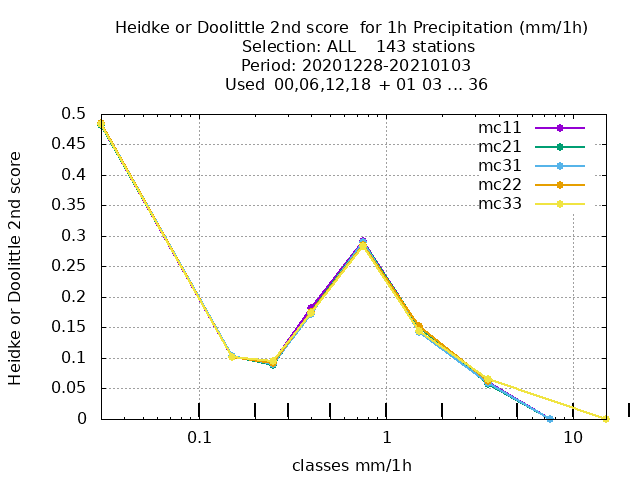 Heidke or Doolittle 2nd score  for 1h Precipitation (mm/1h)
Selection: ALL    143 stations
Period: 20201228-20210103
Used  00,06,12,18  + 01 03 ... 36
Heidke or Doolittle 2nd score
0.5
0.45
0.4
0.35
0.3
0.25
0.2
0.15
0.1
0.05
0
mc11
mc21
mc31
mc22
mc33
0.1
1
10
classes mm/1h